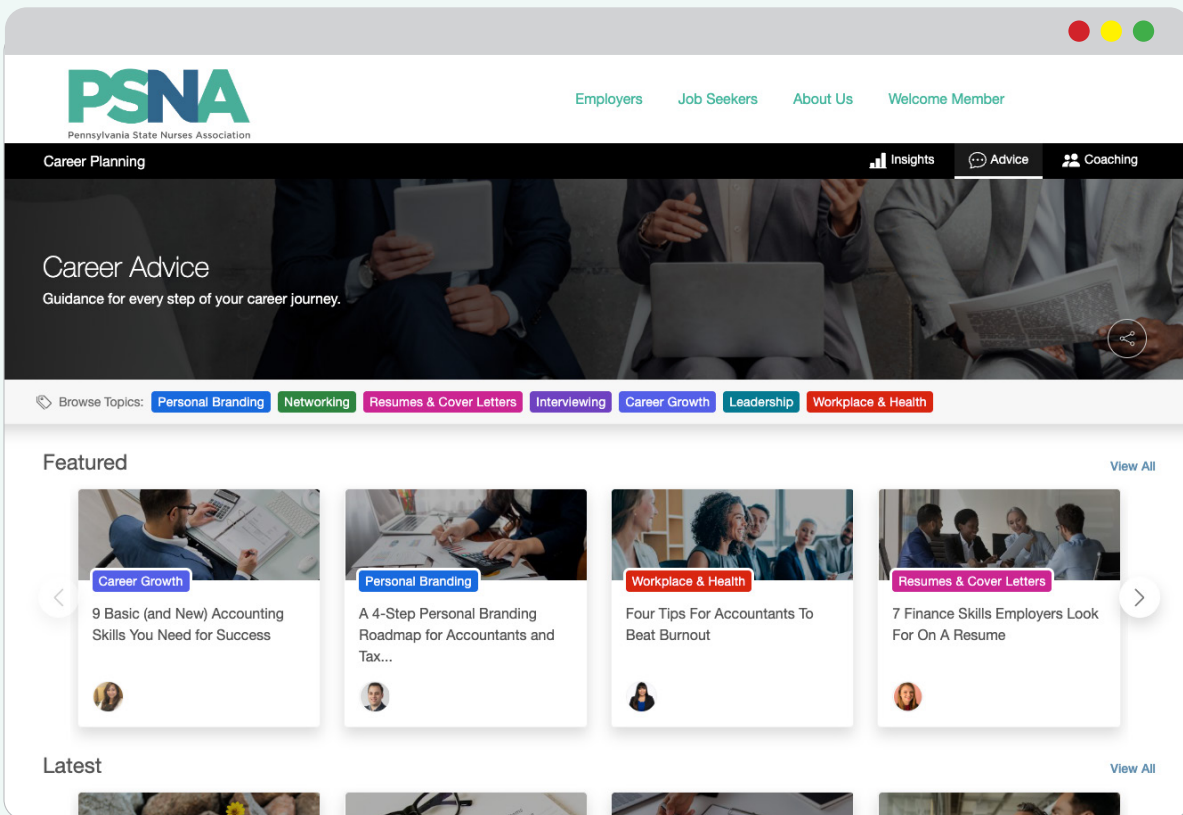 PSNA
Pennsylvania State Nurses Association
Employers Job Seekers About Us Welcome Member
Career Planning
Insights Advice Coaching
Career Advice
Guidance for every step of your career journey.
Browse Topics: Personal Branding Networking Resumes & Cover Letters Interviewing Career Growth Leadership Workplace & Health
Featured
View All
Career Growth
9 Basic (and New) Accounting
Skills You Need for Success
Personal Branding
A 4-Step Personal Branding
Roadmap for Accountants and
Tax...
Workplace & Health
Four Tips For Accountants To
Beat Burnout
Resumes & Cover Letters
7 Finance Skills Employers Look
For On A Resume
Latest
View All